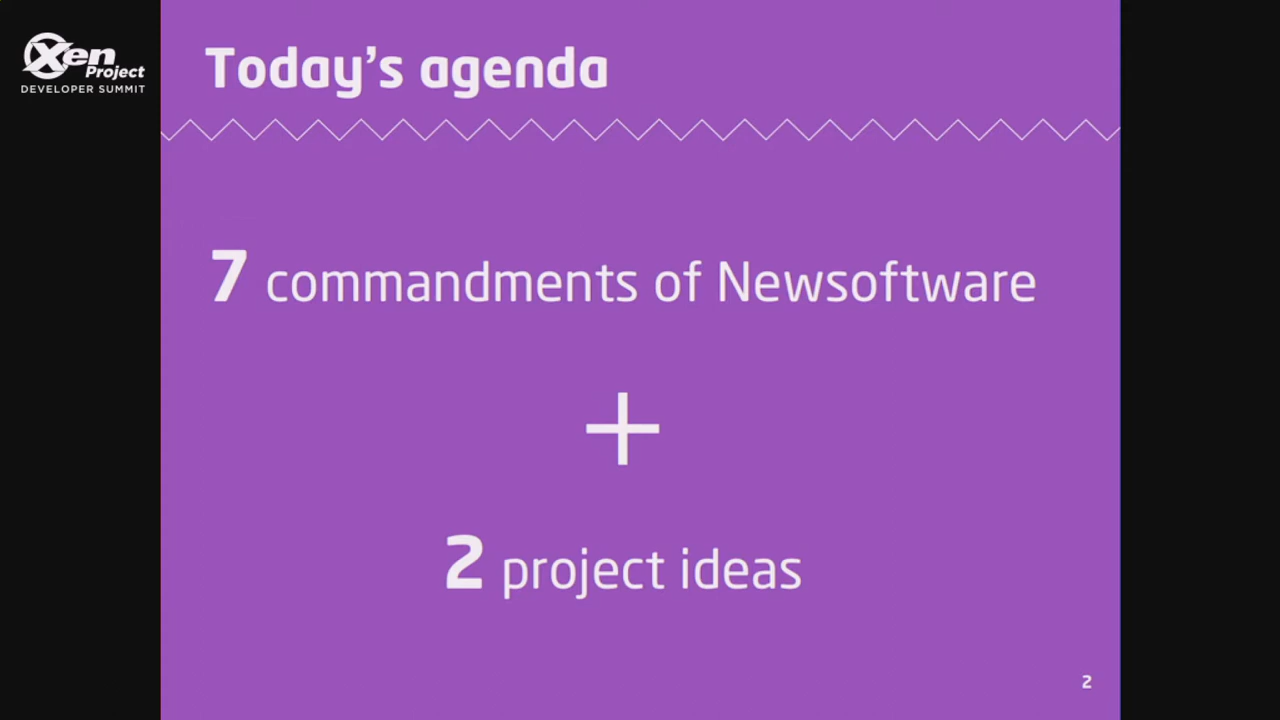 Xen
Project
DEVELOPER SUMMIT
Today's agenda
7 commandments of Newsoftware
+
2 project ideas
2